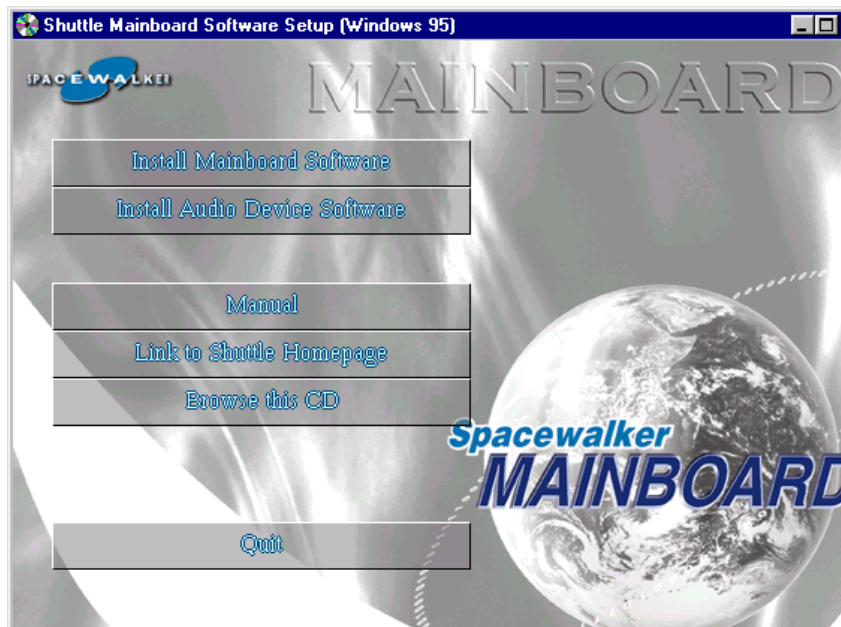 Shuttle Mainboard Software Setup (Windows 95)
SPACEWALKER
MAINBOARD
Install Mainboard Software
Install Audio Device Software
Manual
Link to Shuttle Homepage
Browse this CD
Spacewalker
MAINBOARD
Quit